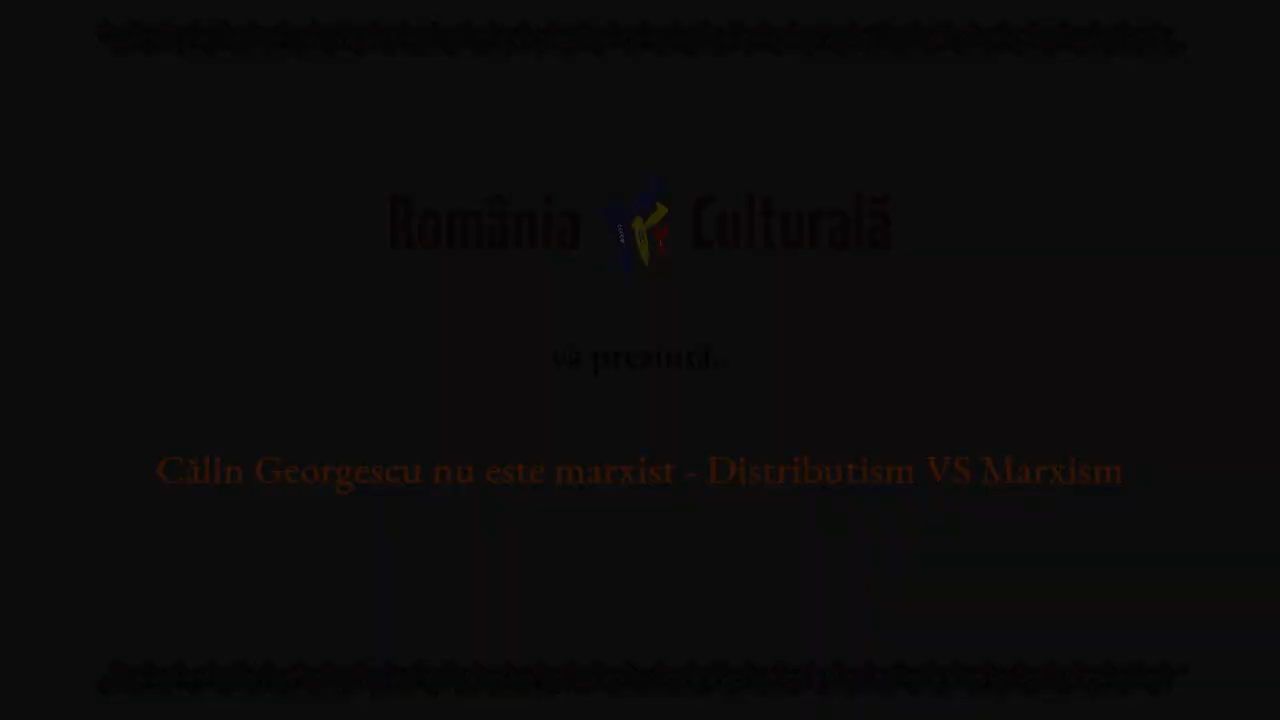 România Culturală
vă prezintă..
Călin Georgescu nu este marxist - Distributism VS Marxism